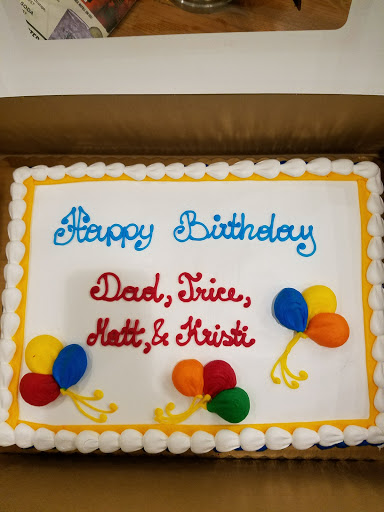 Happy Birthday
Dad, Trice,
Matt, & Kristi